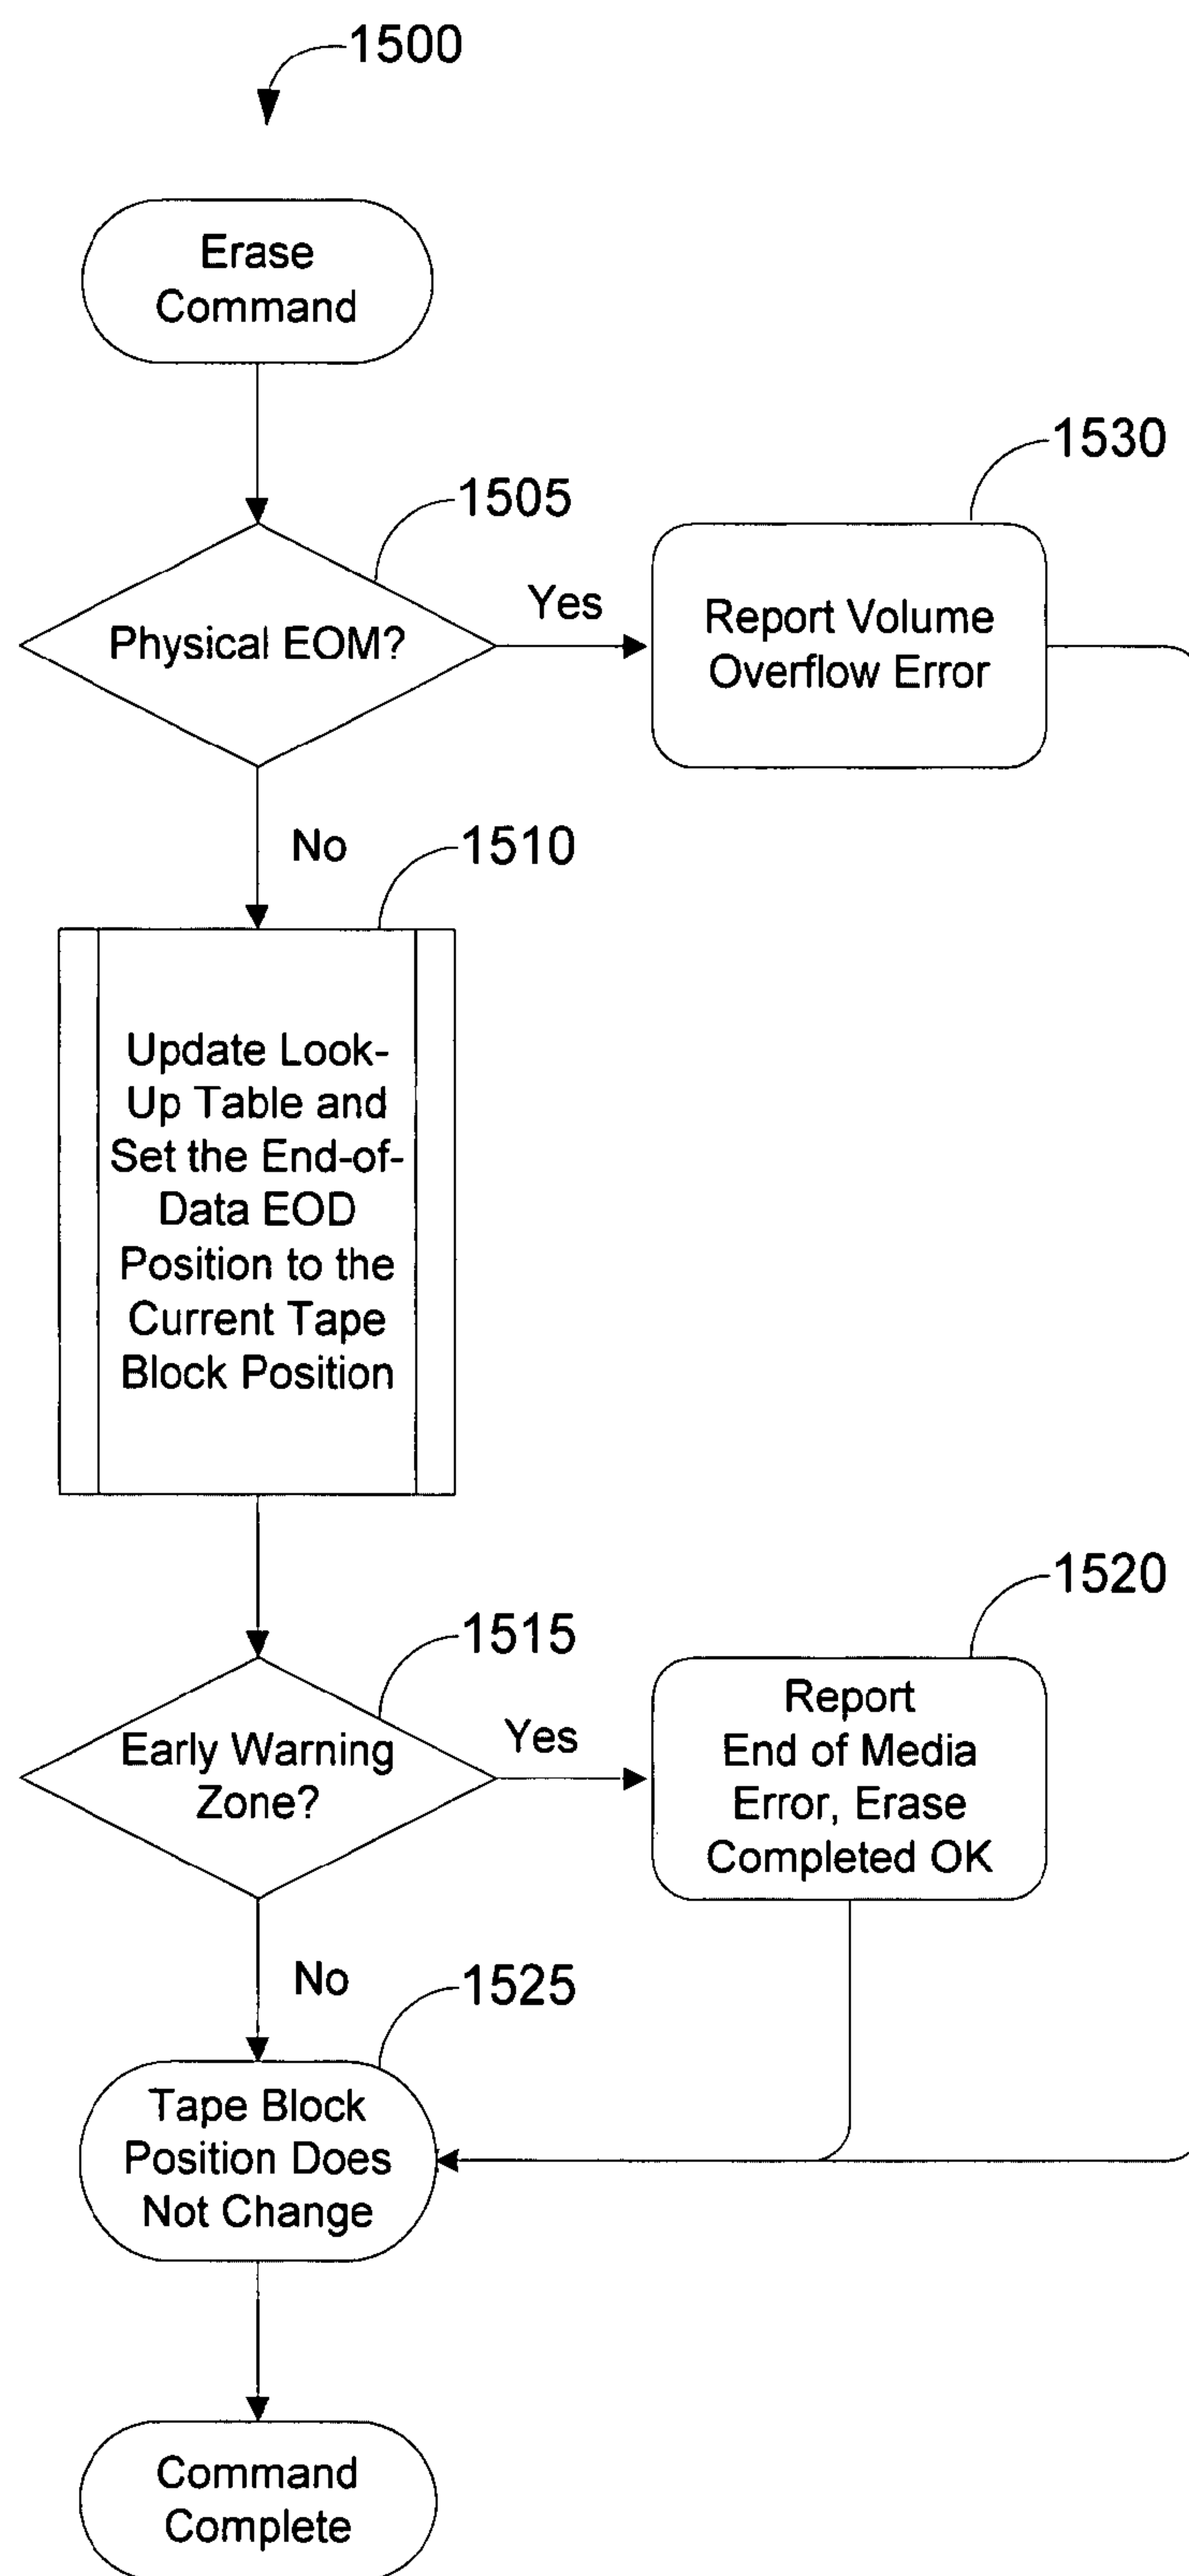 1500
Erase
Command
1505
Physical EOM?
Yes
1530
Report Volume
Overflow Error
No
1510
Update Look-
Up Table and
Set the End-of-
Data EOD
Position to the
Current Tape
Block Position
1515
Early Warning
Zone?
Yes
1520
Report
End of Media
Error, Erase
Completed OK
No
1525
Tape Block
Position Does
Not Change
Command
Complete